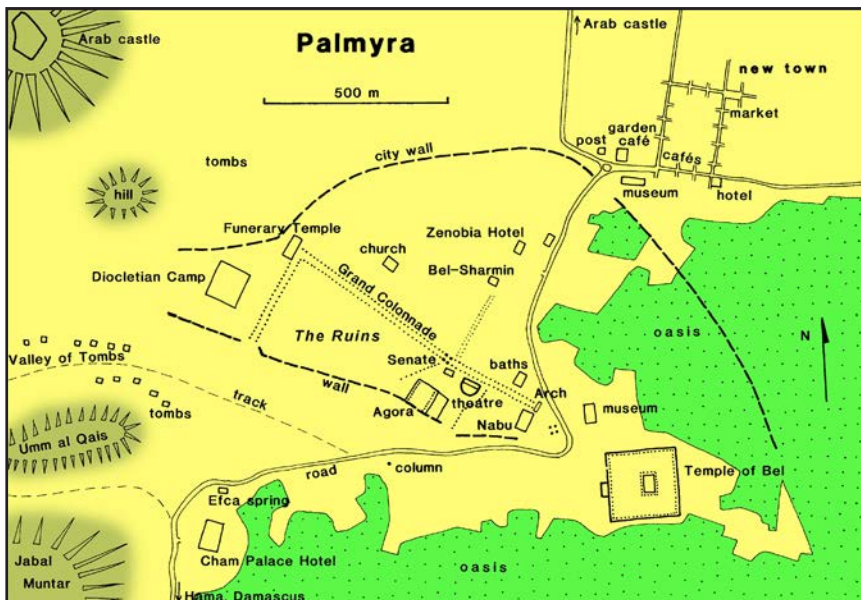 Arab castle
Palmyra
500 m
Arab castle
new town
market
garden
café
post
cafés
museum
hotel
tombs
city wall
hill
Funerary Temple
church
Zenobia Hotel
Bel-Sharmin
Diocletian Camp
Grand Colonnade
The Ruins
oasis
N
Valley of Tombs
Senate
baths
wall
track
Arch
tombs
Agora
theatre
Nabu
museum
Umm al Qais
road
column
Temple of Bel
Efca spring
Jabal
Muntar
Cham Palace Hotel
oasis
Hama, Damascus